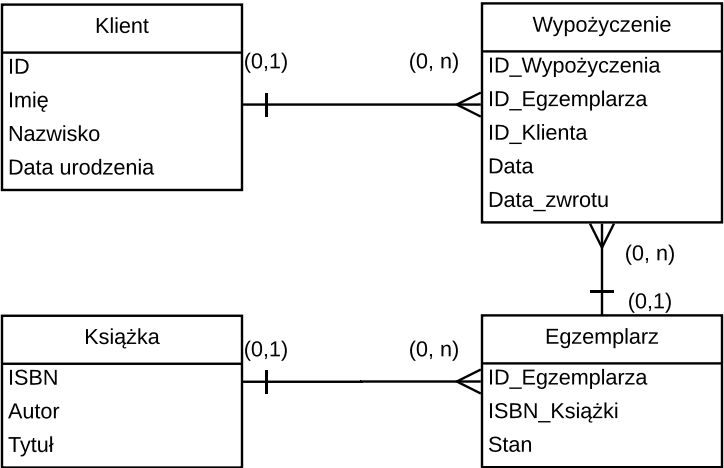 Klient
ID
Imię
Nazwisko
Data urodzenia
(0,1)
(0, n)
Wypożyczenie
ID_Wypożyczenia
ID_Egzemplarza
ID_Klienta
Data
Data_zwrotu
(0, n)
(0,1)
Książka
ISBN
Autor
Tytuł
(0,1)
(0, n)
Egzemplarz
ID_Egzemplarza
ISBN_Książki
Stan